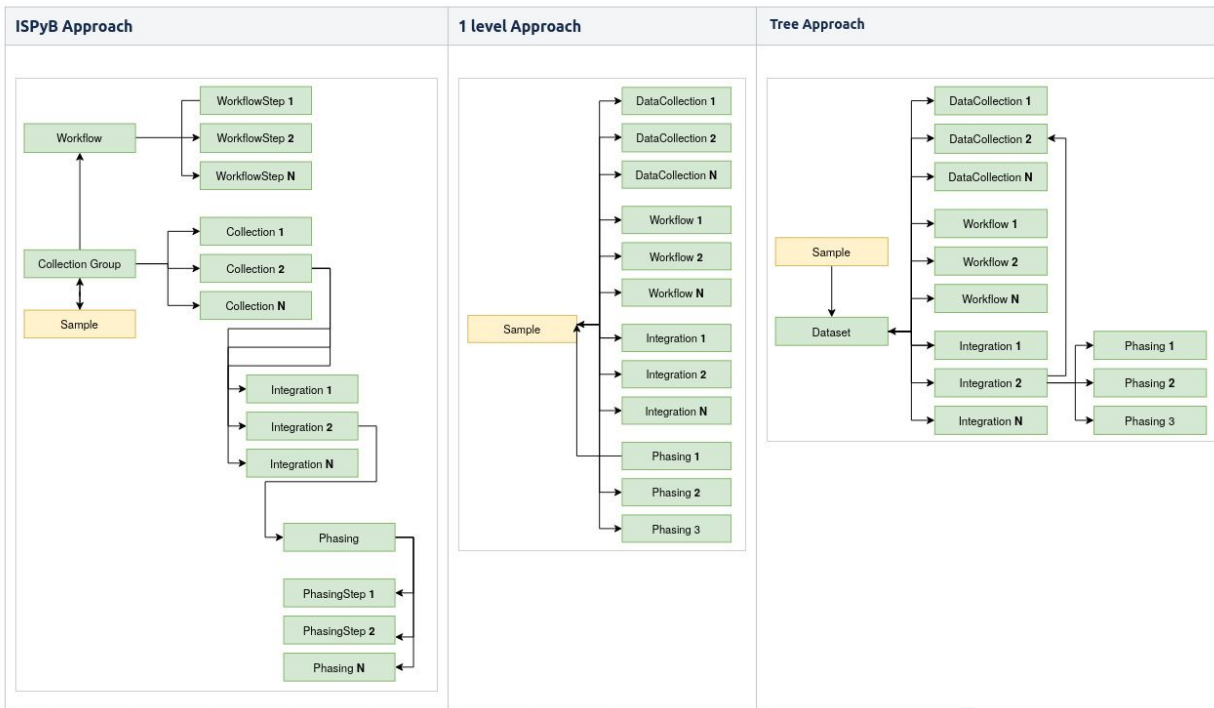 ISPyB Approach
WorkflowStep 1
Workflow
WorkflowStep 2
WorkflowStep N
Collection 1
Collection Group
Collection 2
Collection N
Sample
Integration 1
Integration 2
Integration N
Phasing
PhasingStep 1
PhasingStep 2
Phasing N
1 level Approach
DataCollection 1
DataCollection 2
DataCollection N
Workflow 1
Workflow 2
Workflow N
Sample
Integration 1
Integration 2
Integration N
Phasing 1
Phasing 2
Phasing 3
Tree Approach
DataCollection 1
DataCollection 2
DataCollection N
Workflow 1
Sample
Workflow 2
Workflow N
Dataset
Integration 1
Integration 2
Integration N
Phasing 1
Phasing 2
Phasing 3